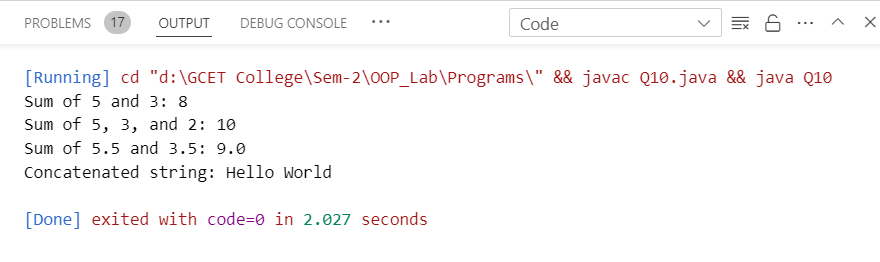 PROBLEMS 17 OUTPUT DEBUG CONSOLE ··· Code ···
[Running] cd "d:\GCET College\Sem-2\OOP_Lab\Programs\" && javac Q10.java && java Q10
Sum of 5 and 3: 8
Sum of 5, 3, and 2: 10
Sum of 5.5 and 3.5: 9.0
Concatenated string: Hello World
[Done] exited with code=0 in 2.027 seconds